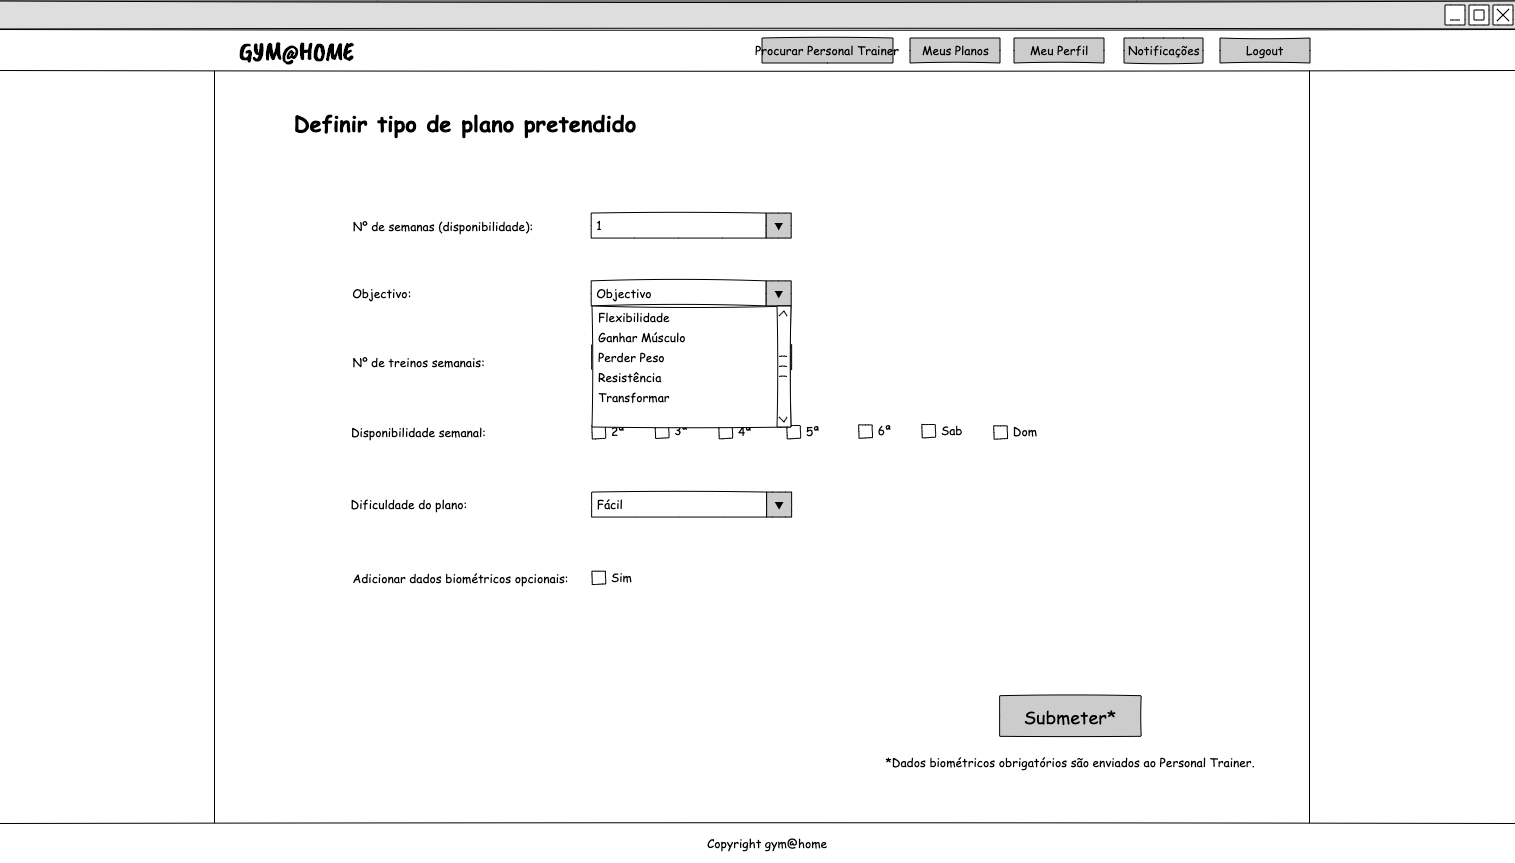 GYM@HOME
Procurar Personal Trainer
Meus Planos
Meu Perfil
Notificações
Logout
Definir tipo de plano pretendido
Nº de semanas (disponibilidade):
1
Objectivo:
Objectivo
Flexibilidade
Ganhar Músculo
Perder Peso
Resistência
Transformar
Nº de treinos semanais:
Disponibilidade semanal:
2ª
3ª
4ª
5ª
6ª
Sab
Dom
Dificuldade do plano:
Fácil
Adicionar dados biométricos opcionais:
Sim
Submeter*
*Dados biométricos obrigatórios são enviados ao Personal Trainer.
Copyright gym@home